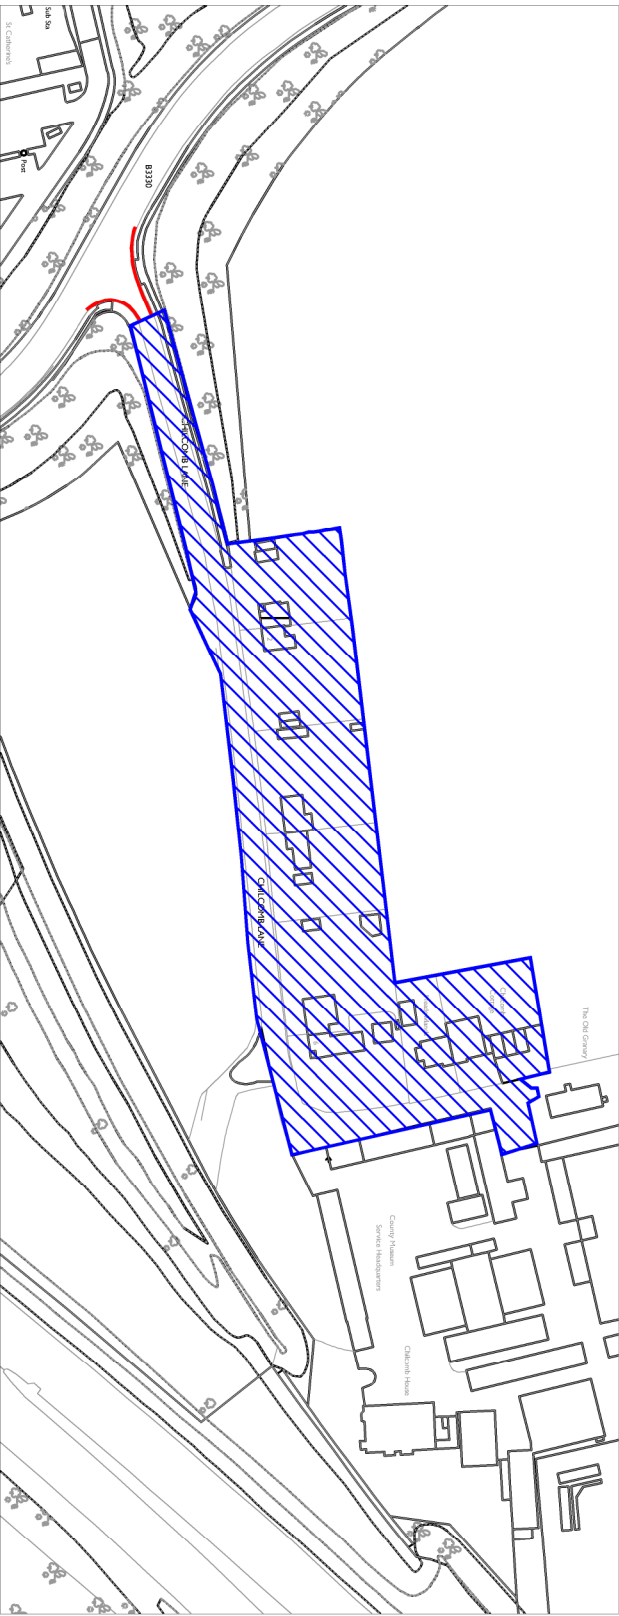 St Catherine's
Sub Sta
Post
B3330
CHILCOMB LANE
CHILCOMB LANE
The Old Granary
County Museum
Service Headquarters
Chilcomb House